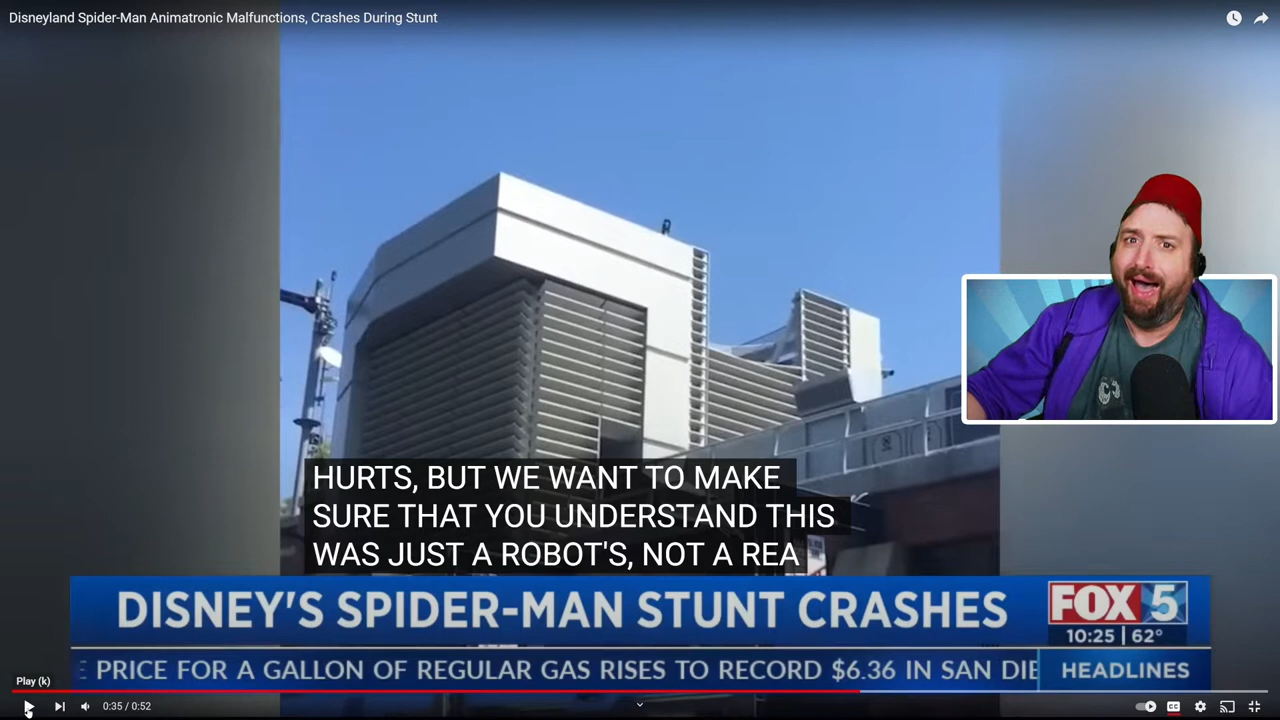 Disneyland Spider-Man Animatronic Malfunctions, Crashes During Stunt
HURTS, BUT WE WANT TO MAKE
SURE THAT YOU UNDERSTAND THIS
WAS JUST A ROBOT'S, NOT A REA
DISNEY'S SPIDER-MAN STUNT CRASHES
FOX 5
10:25 | 62°
PRICE FOR A GALLON OF REGULAR GAS RISES TO RECORD $6.36 IN SAN DIE
HEADLINES
Play (k)
0:35 / 0:52
CC